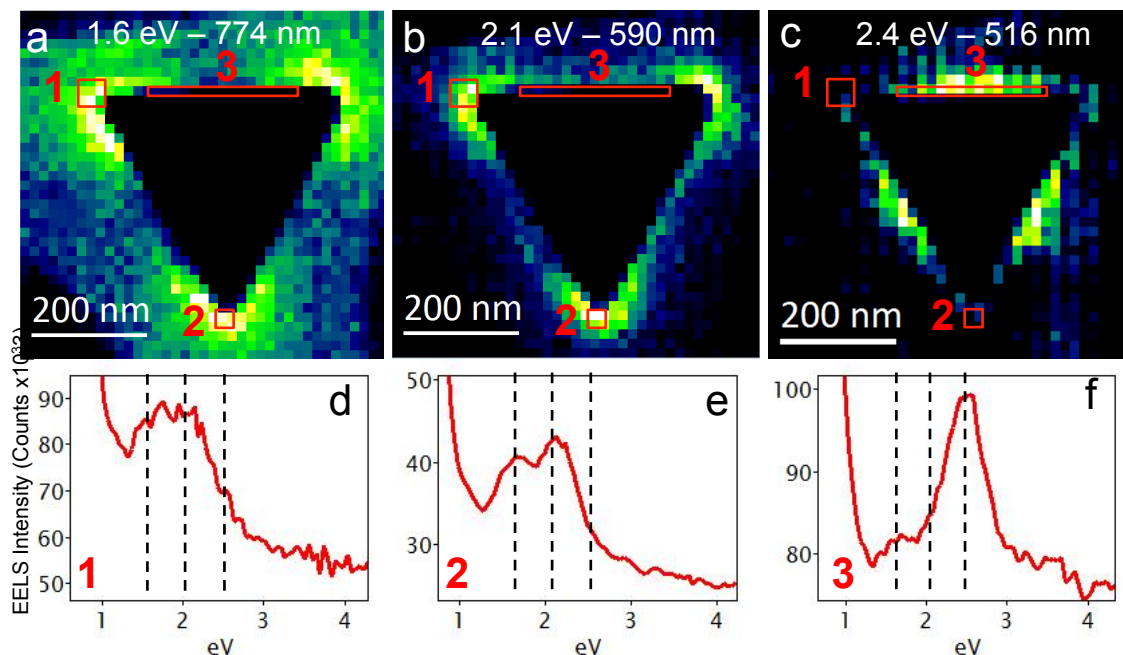 a
1.6 eV – 774 nm
1
3
2
200 nm
b
2.1 eV – 590 nm
1
3
2
200 nm
c
2.4 eV – 516 nm
1
3
2
200 nm
EELS Intensity (Counts x10³²)
d
90
80
70
60
50
1
1 2 3 4
eV
e
50
40
30
2
1 2 3 4
eV
f
100
90
80
3
1 2 3 4
eV